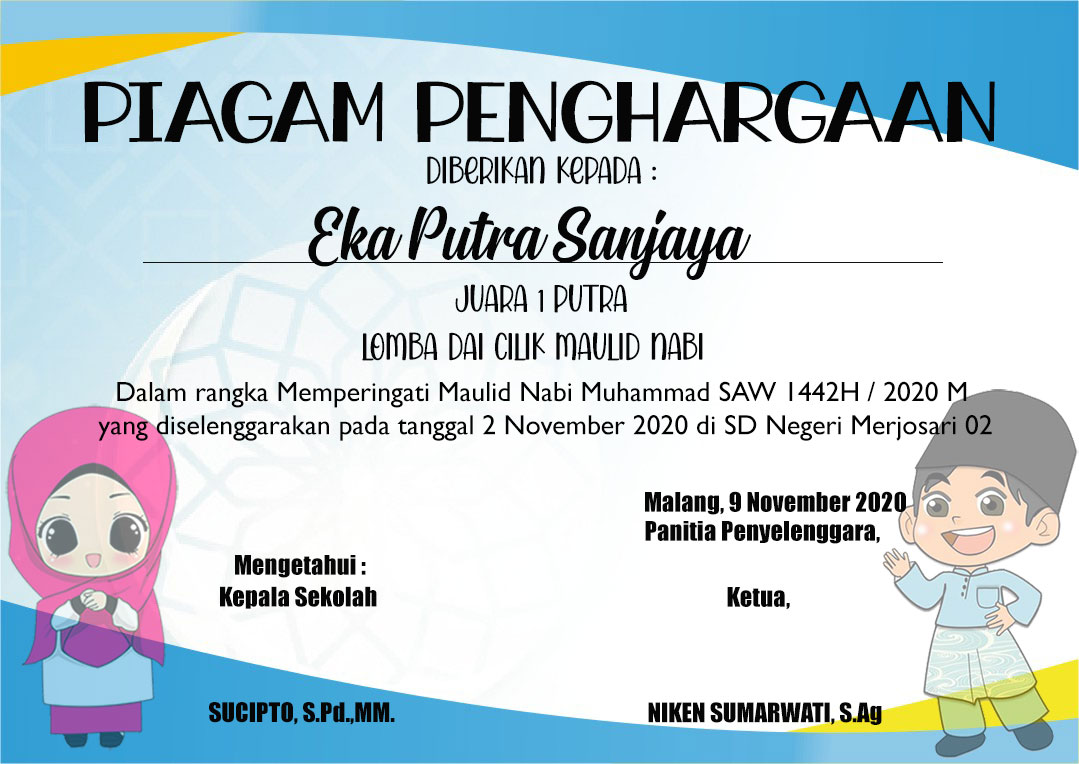 PIAGAM PENGHARGAAN
DIBERIKAN KEPADA :
Eka Putra Sanjaya
JUARA 1 PUTRA
LOMBA DAI CILIK MAULID NABI
Dalam rangka Memperingati Maulid Nabi Muhammad SAW 1442H / 2020 M
yang diselenggarakan pada tanggal 2 November 2020 di SD Negeri Merjosari 02
Malang, 9 November 2020
Panitia Penyelenggara,
Mengetahui :
Kepala Sekolah
Ketua,
SUCIPTO, S.Pd.,MM.
NIKEN SUMARWATI, S.Ag